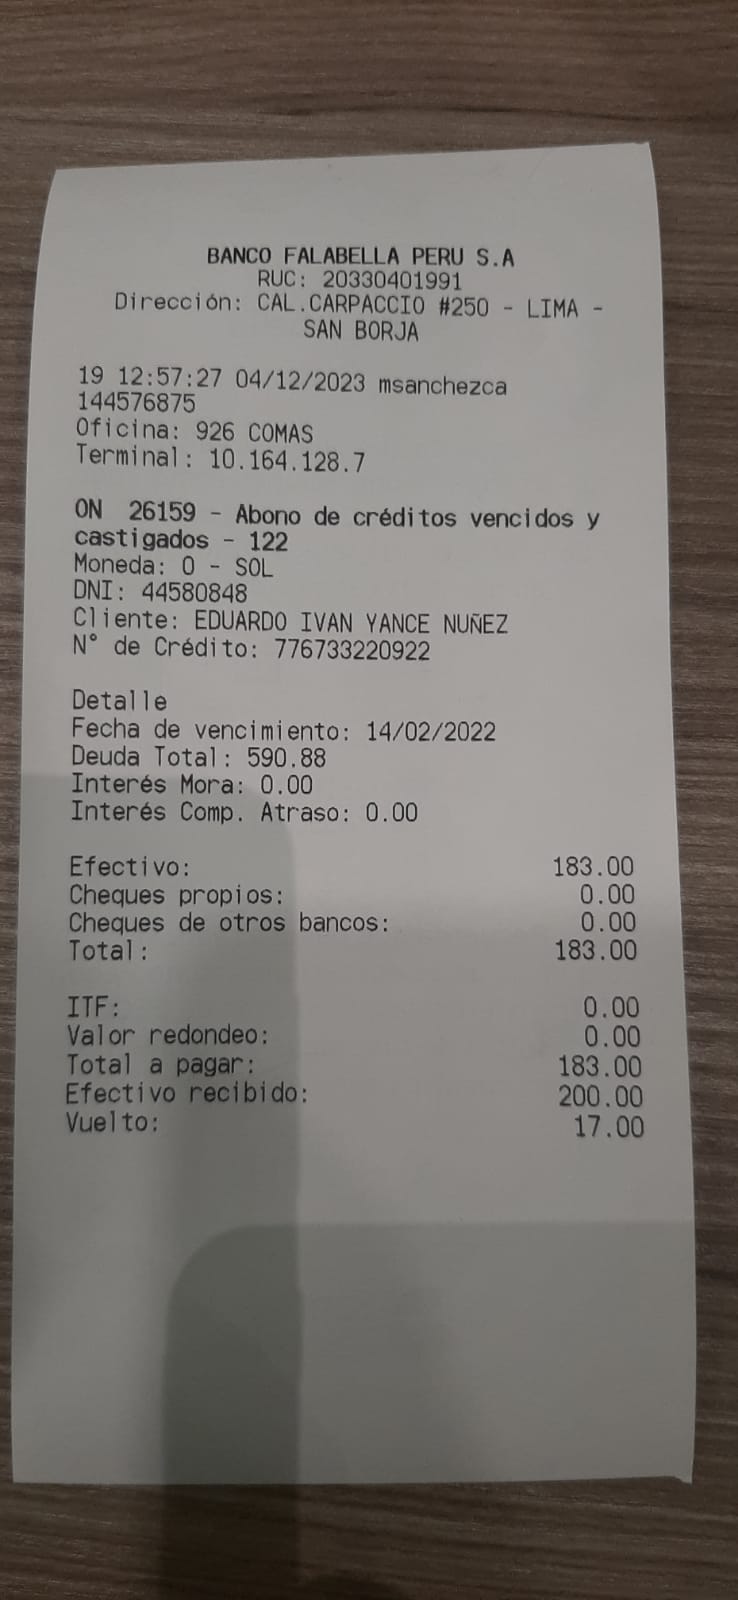 BANCO FALABELLA PERU S.A
RUC: 20330401991
Dirección: CAL.CARPACCIO #250 - LIMA -
SAN BORJA
19 12:57:27 04/12/2023 msanchezca
144576875
Oficina: 926 COMAS
Terminal: 10.164.128.7
ON 26159 - Abono de créditos vencidos y
castigados - 122
Moneda: 0 - SOL
DNI: 44580848
Cliente: EDUARDO IVAN YANCE NUÑEZ
N° de Crédito: 776733220922
Detalle
Fecha de vencimiento: 14/02/2022
Deuda Total: 590.88
Interés Mora: 0.00
Interés Comp. Atraso: 0.00
Efectivo: 183.00
Cheques propios: 0.00
Cheques de otros bancos: 0.00
Total: 183.00
ITF: 0.00
Valor redondeo: 0.00
Total a pagar: 183.00
Efectivo recibido: 200.00
Vuelto: 17.00